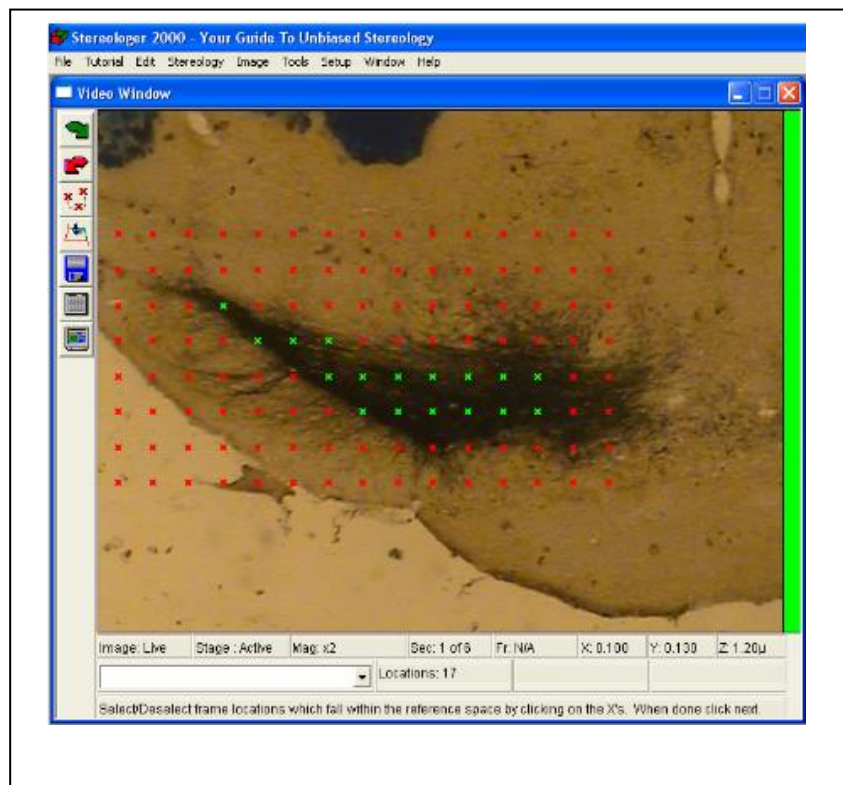 Stereologer 2000 - Your Guide To Unbiased Stereology
File Tutorial Edit Stereology Image Tools Setup Window Help
Video Window
Image: Live Stage : Active Mag: x2 Sec: 1 of 6 Fr: N/A X: 0.100 Y: 0.130 Z: 1.20µ
Locations: 17
Select/Deselect frame locations which fall within the reference space by clicking on the X's. When done click next.